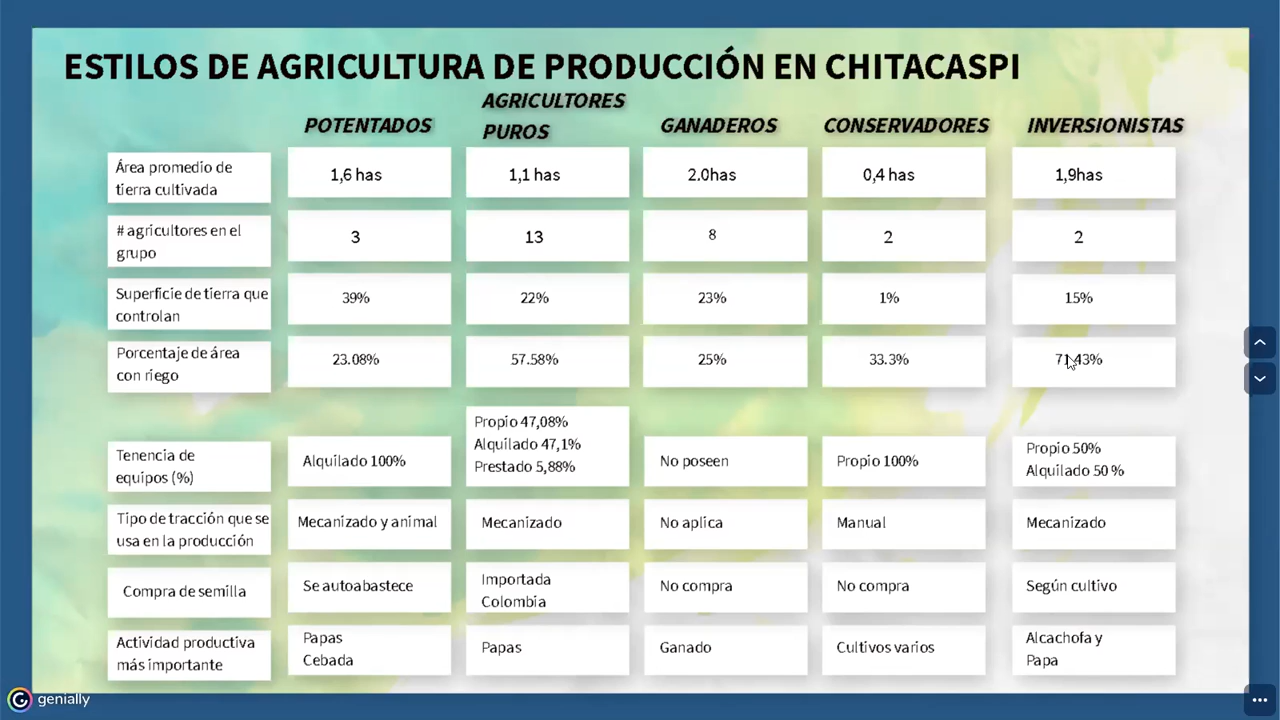 ESTILOS DE AGRICULTURA DE PRODUCCIÓN EN CHITACASPI
POTENTADOS
AGRICULTORES
PUROS
GANADEROS
CONSERVADORES
INVERSIONISTAS
Área promedio de
tierra cultivada
1,6 has
1,1 has
2.0has
0,4 has
1,9has
# agricultores en el
grupo
3
13
8
2
2
Superficie de tierra que
controlan
39%
22%
23%
1%
15%
Porcentaje de área
con riego
23.08%
57.58%
25%
33.3%
71.43%
Tenencia de
equipos (%)
Alquilado 100%
Propio 47,08%
Alquilado 47,1%
Prestado 5,88%
No poseen
Propio 100%
Propio 50%
Alquilado 50 %
Tipo de tracción que se
usa en la producción
Mecanizado y animal
Mecanizado
No aplica
Manual
Mecanizado
Compra de semilla
Se autoabastece
Importada
Colombia
No compra
No compra
Según cultivo
Actividad productiva
más importante
Papas
Cebada
Papas
Ganado
Cultivos varios
Alcachofa y
Papa
genially